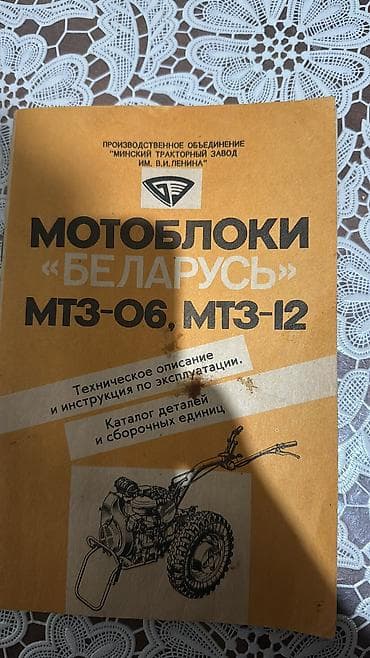 ПРОИЗВОДСТВЕННОЕ ОБЪЕДИНЕНИЕ
"МИНСКИЙ ТРАКТОРНЫЙ ЗАВОД
ИМ. В.И.ЛЕНИНА"
МОТОБЛОКИ
«БЕЛАРУСЬ»
МТЗ-06, МТЗ-12
Техническое описание
и инструкция по эксплуатации.
Каталог деталей
и сборочных единиц